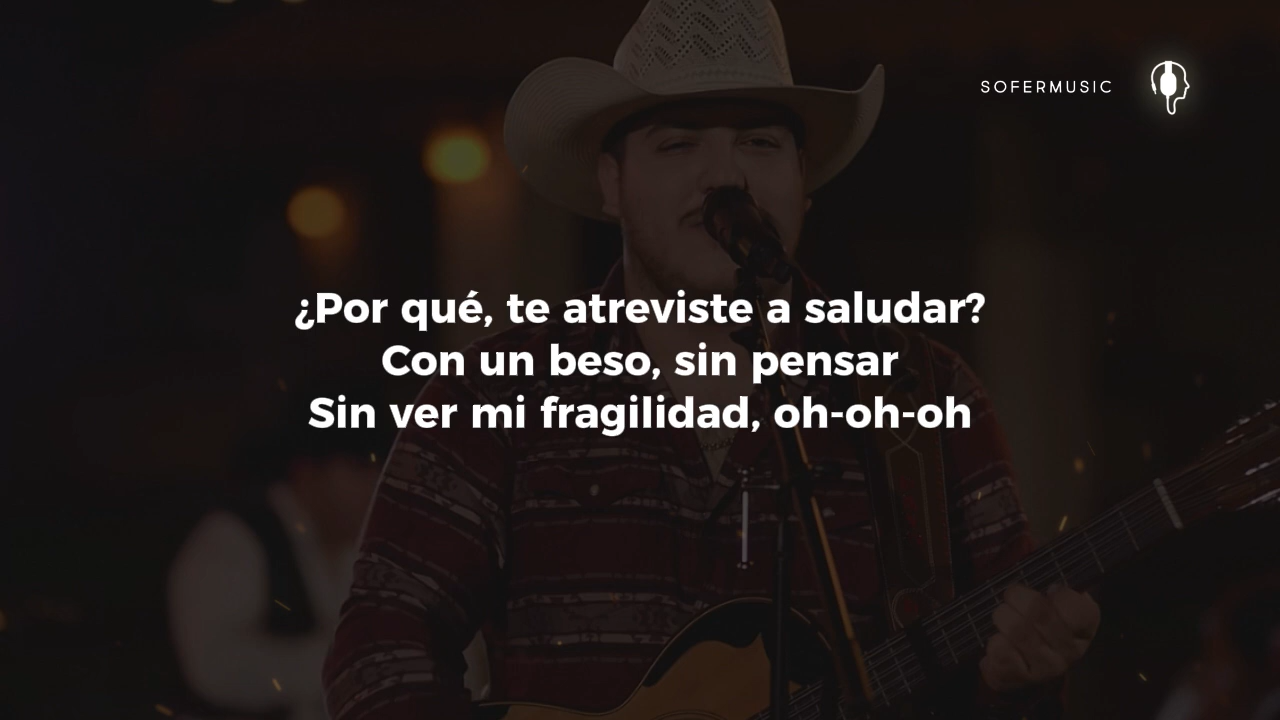 SOFERMUSIC
¿Por qué, te atreviste a saludar?
Con un beso, sin pensar
Sin ver mi fragilidad, oh-oh-oh